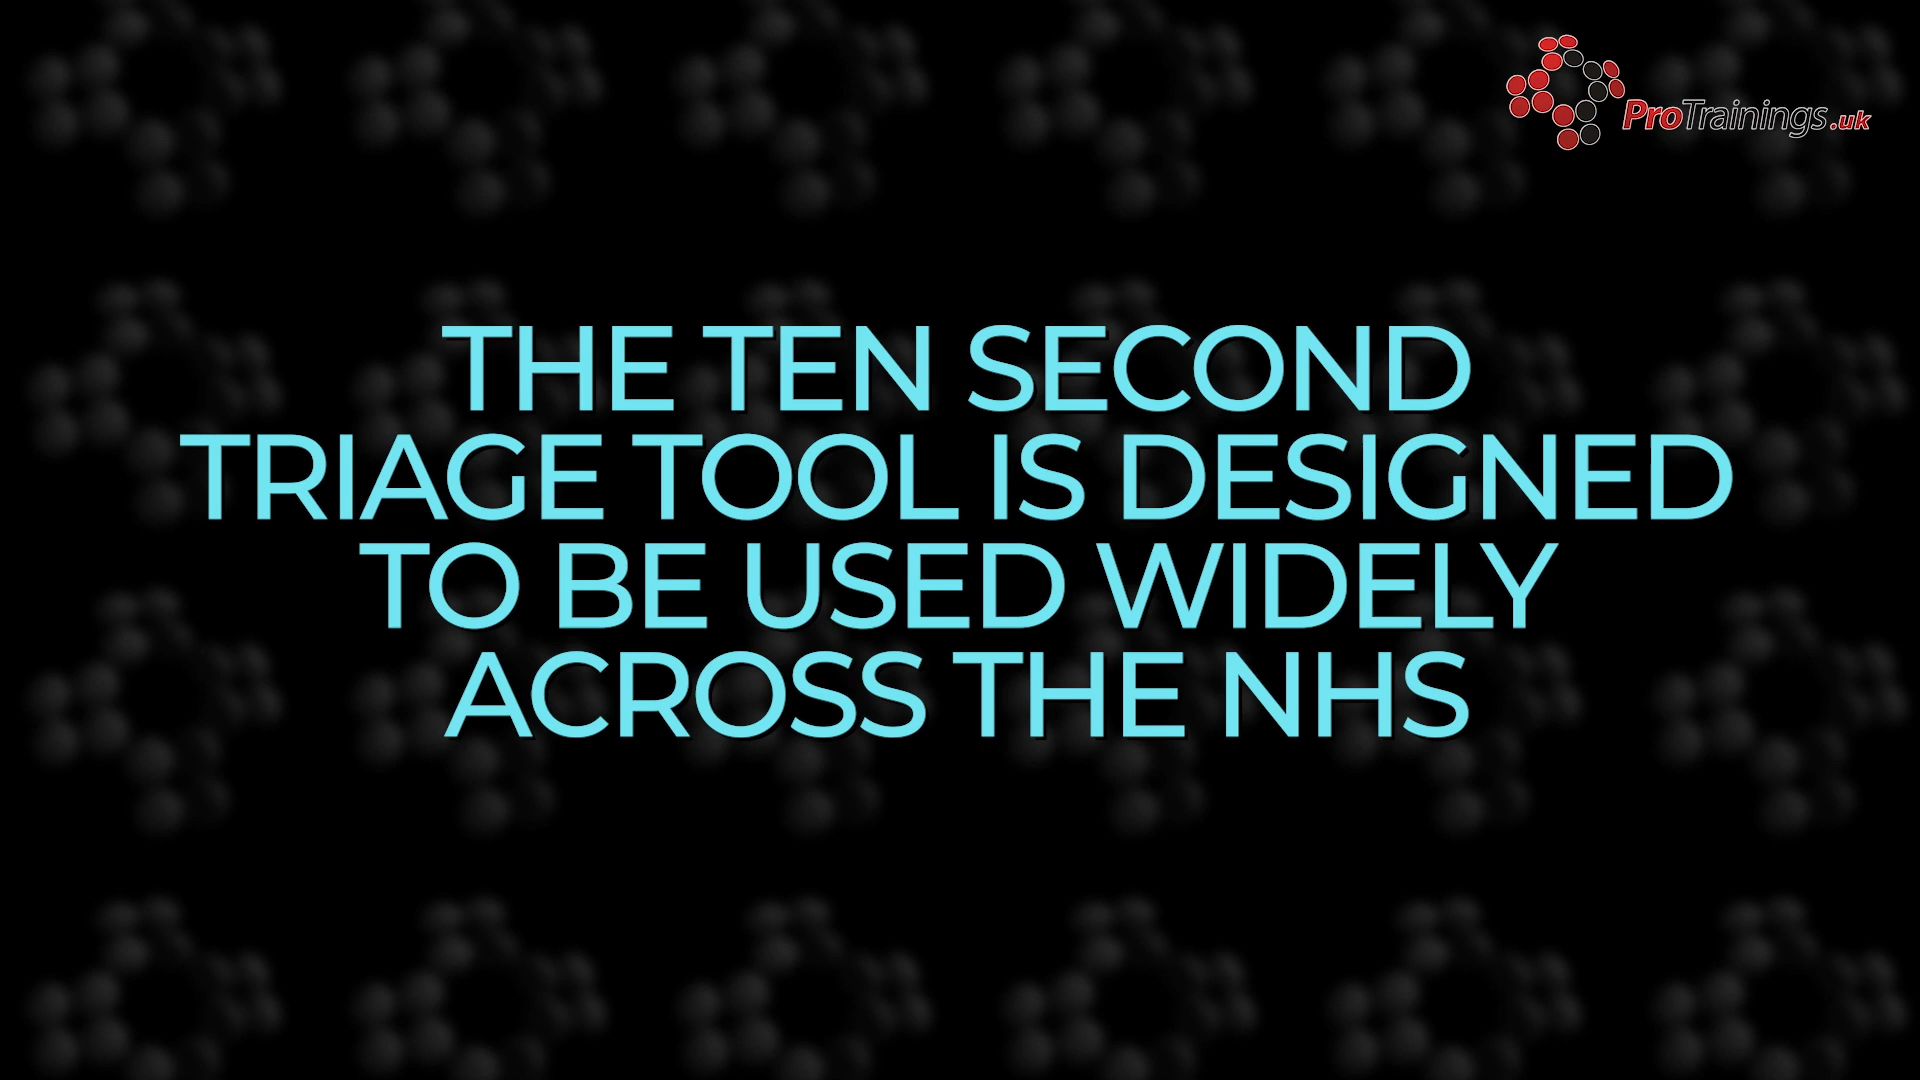 ProTrainings.uk
THE TEN SECOND
TRIAGE TOOL IS DESIGNED
TO BE USED WIDELY
ACROSS THE NHS